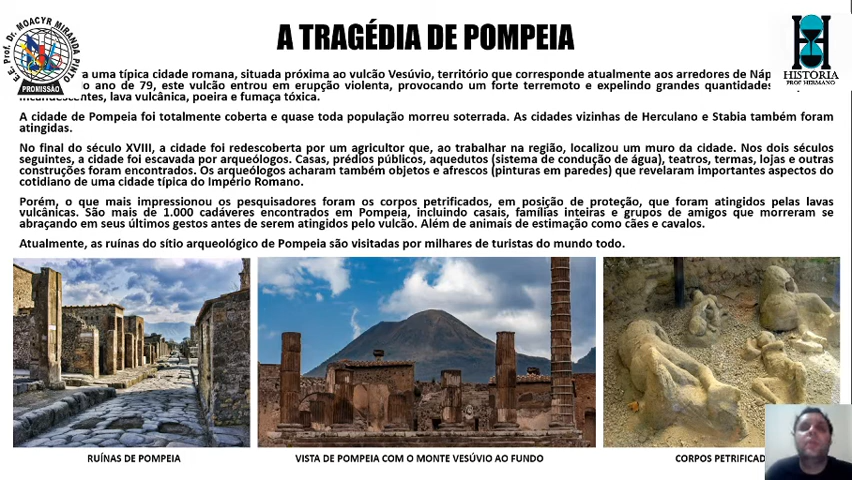 A TRAGÉDIA DE POMPEIA
E.E. Prof. Dr. MOACYR MIRANDA PINTO
PROMISSÃO
HISTÓRIA
PROF HERMANO
a uma típica cidade romana, situada próxima ao vulcão Vesúvio, território que corresponde atualmente aos arredores de Náp
o ano de 79, este vulcão entrou em erupção violenta, provocando um forte terremoto e expelindo grandes quantidades
incandescentes, lava vulcânica, poeira e fumaça tóxica.
A cidade de Pompeia foi totalmente coberta e quase toda população morreu soterrada. As cidades vizinhas de Herculano e Stabia também foram
atingidas.
No final do século XVIII, a cidade foi redescoberta por um agricultor que, ao trabalhar na região, localizou um muro da cidade. Nos dois séculos
seguintes, a cidade foi escavada por arqueólogos. Casas, prédios públicos, aquedutos (sistema de condução de água), teatros, termas, lojas e outras
construções foram encontrados. Os arqueólogos acharam também objetos e afrescos (pinturas em paredes) que revelaram importantes aspectos do
cotidiano de uma cidade típica do Império Romano.
Porém, o que mais impressionou os pesquisadores foram os corpos petrificados, em posição de proteção, que foram atingidos pelas lavas
vulcânicas. São mais de 1.000 cadáveres encontrados em Pompeia, incluindo casais, famílias inteiras e grupos de amigos que morreram se
abraçando em seus últimos gestos antes de serem atingidos pelo vulcão. Além de animais de estimação como cães e cavalos.
Atualmente, as ruínas do sítio arqueológico de Pompeia são visitadas por milhares de turistas do mundo todo.
RUÍNAS DE POMPEIA
VISTA DE POMPEIA COM O MONTE VESÚVIO AO FUNDO
CORPOS PETRIFICAD